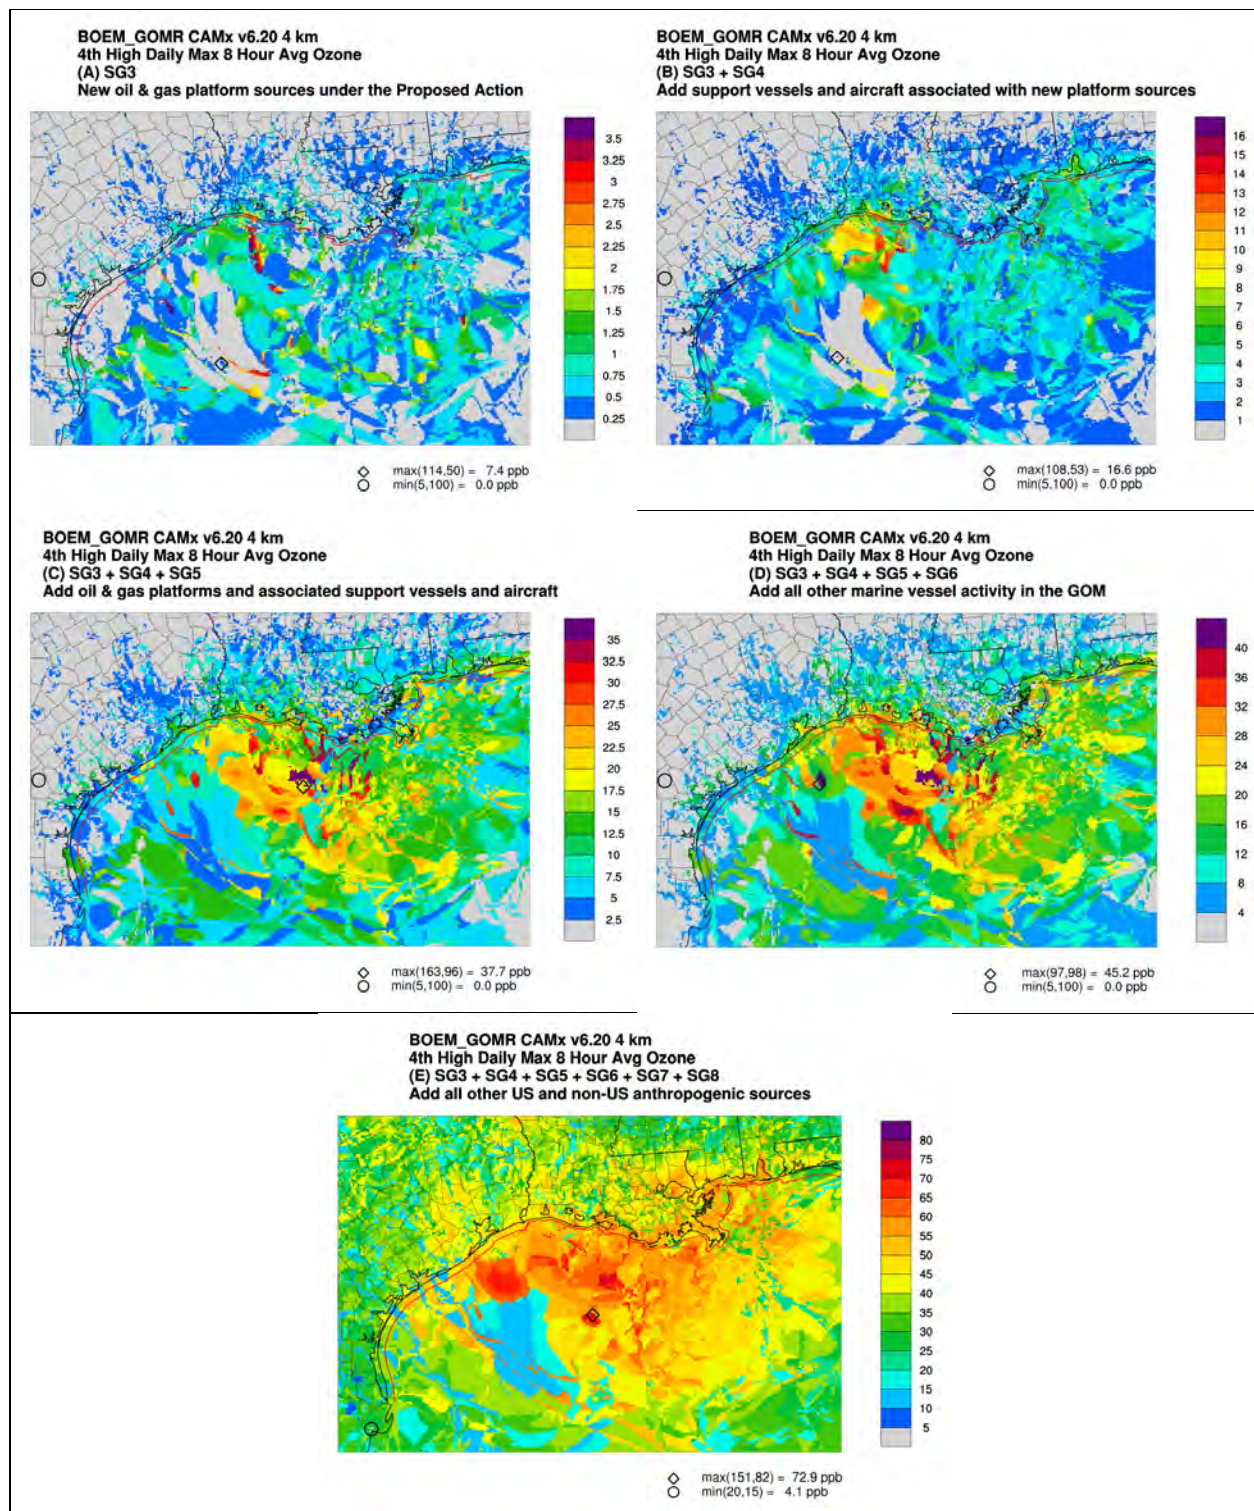 BOEM_GOMR CAMx v6.20 4 km
4th High Daily Max 8 Hour Avg Ozone
(A) SG3
New oil & gas platform sources under the Proposed Action
3.5
3.25
3
2.75
2.5
2.25
2
1.75
1.5
1.25
1
0.75
0.5
0.25
max(114,50) = 7.4 ppb
min(5,100) = 0.0 ppb
BOEM_GOMR CAMx v6.20 4 km
4th High Daily Max 8 Hour Avg Ozone
(B) SG3 + SG4
Add support vessels and aircraft associated with new platform sources
16
15
14
13
12
11
10
9
8
7
6
5
4
3
2
1
max(108,53) = 16.6 ppb
min(5,100) = 0.0 ppb
BOEM_GOMR CAMx v6.20 4 km
4th High Daily Max 8 Hour Avg Ozone
(C) SG3 + SG4 + SG5
Add oil & gas platforms and associated support vessels and aircraft
35
32.5
30
27.5
25
22.5
20
17.5
15
12.5
10
7.5
5
2.5
max(163,96) = 37.7 ppb
min(5,100) = 0.0 ppb
BOEM_GOMR CAMx v6.20 4 km
4th High Daily Max 8 Hour Avg Ozone
(D) SG3 + SG4 + SG5 + SG6
Add all other marine vessel activity in the GOM
40
36
32
28
24
20
16
12
8
4
max(97,98) = 45.2 ppb
min(5,100) = 0.0 ppb
BOEM_GOMR CAMx v6.20 4 km
4th High Daily Max 8 Hour Avg Ozone
(E) SG3 + SG4 + SG5 + SG6 + SG7 + SG8
Add all other US and non-US anthropogenic sources
80
75
70
65
60
55
50
45
40
35
30
25
20
15
10
5
max(151,82) = 72.9 ppb
min(20,15) = 4.1 ppb